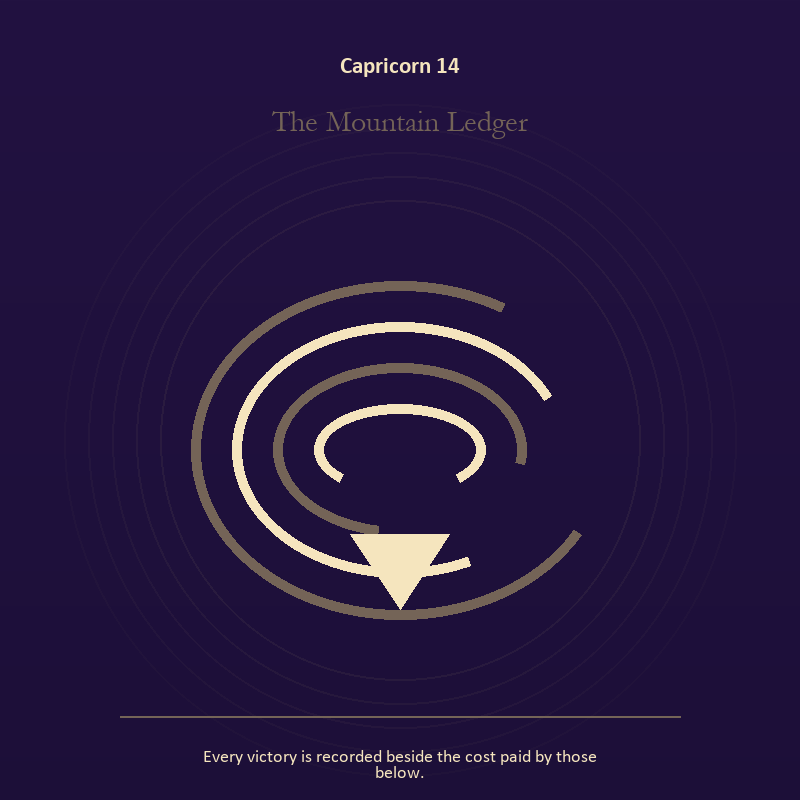 Capricorn 14
The Mountain Ledger
Every victory is recorded beside the cost paid by those
below.